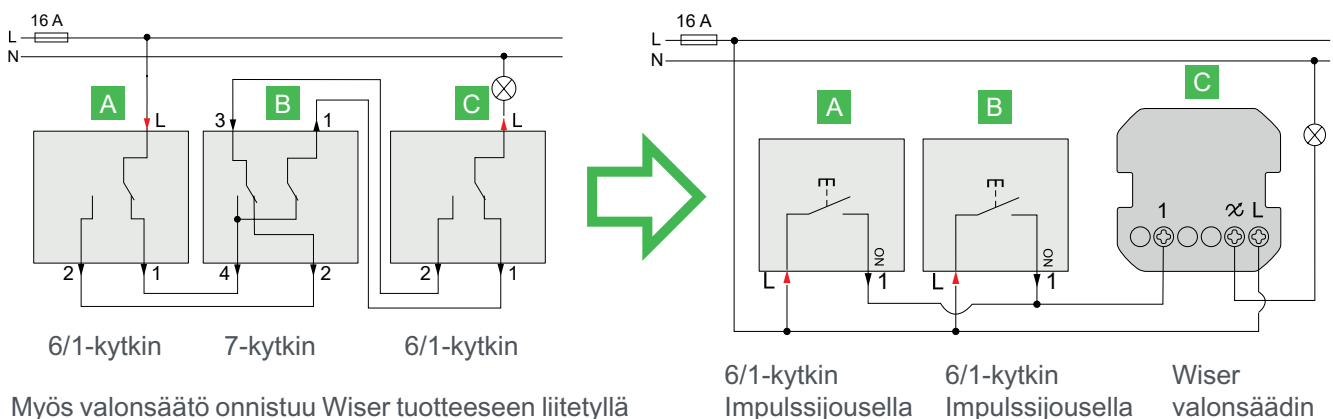 16 A
L
N
A
B
C
L
3
1
L
2
1
4
2
2
1
6/1-kytkin
7-kytkin
6/1-kytkin
Myös valonsäätö onnistuu Wiser tuotteeseen liitetyllä
16 A
L
N
A
B
C
1
L
NO
NO
L
1
L
1
6/1-kytkin
Impulssijousella
6/1-kytkin
Impulssijousella
Wiser
valonsäädin